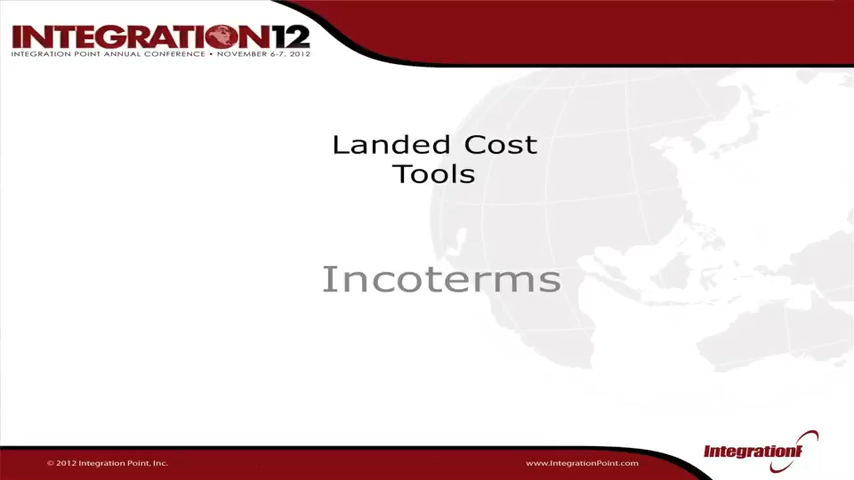 INTEGRATION12
INTEGRATION POINT ANNUAL CONFERENCE • NOVEMBER 6-7, 2012
Landed Cost
Tools
Incoterms
© 2012 Integration Point, Inc.
www.IntegrationPoint.com
IntegrationP